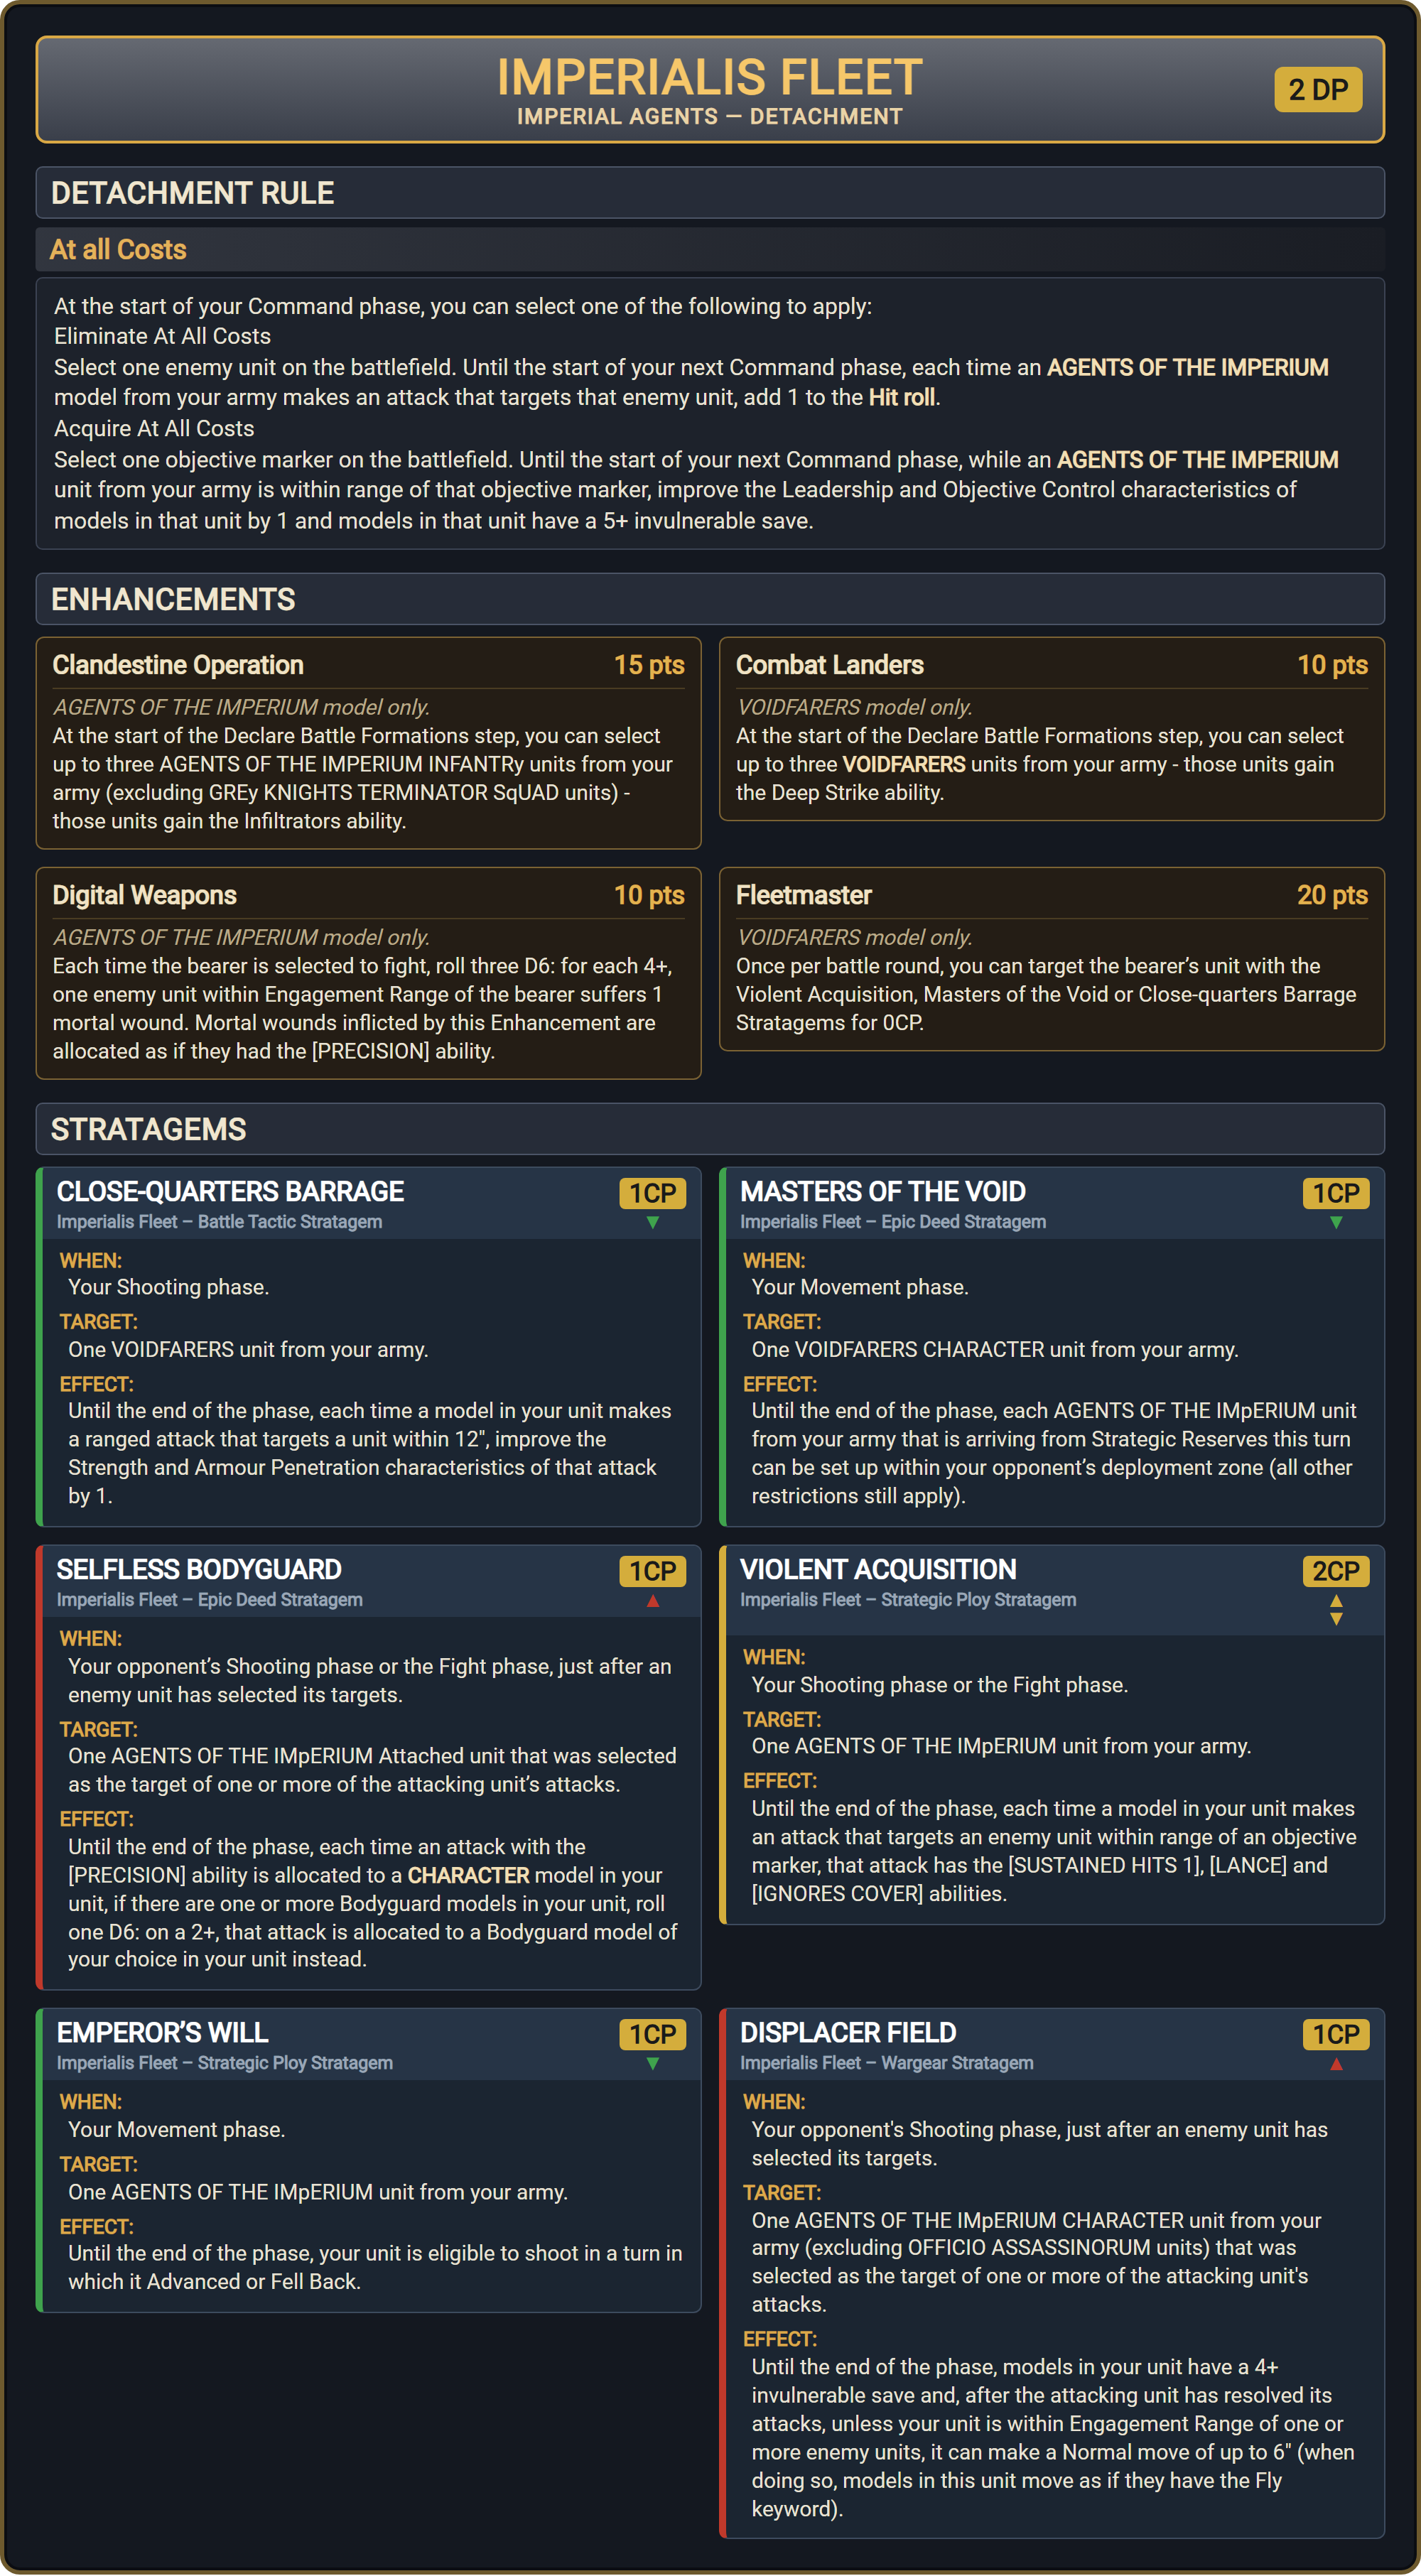 IMPERIALIS FLEET
IMPERIAL AGENTS — DETACHMENT
2 DP
DETACHMENT RULE
At all Costs
At the start of your Command phase, you can select one of the following to apply:
Eliminate At All Costs
Select one enemy unit on the battlefield. Until the start of your next Command phase, each time an AGENTS OF THE IMPERIUM
model from your army makes an attack that targets that enemy unit, add 1 to the Hit roll.
Acquire At All Costs
Select one objective marker on the battlefield. Until the start of your next Command phase, while an AGENTS OF THE IMPERIUM
unit from your army is within range of that objective marker, improve the Leadership and Objective Control characteristics of
models in that unit by 1 and models in that unit have a 5+ invulnerable save.
ENHANCEMENTS
Clandestine Operation 15 pts
AGENTS OF THE IMPERIUM model only.
At the start of the Declare Battle Formations step, you can select
up to three AGENTS OF THE IMPERIUM INFANTRy units from your
army (excluding GREy KNIGHTS TERMINATOR SqUAD units) -
those units gain the Infiltrators ability.
Combat Landers 10 pts
VOIDFARERS model only.
At the start of the Declare Battle Formations step, you can select
up to three VOIDFARERS units from your army - those units gain
the Deep Strike ability.
Digital Weapons 10 pts
AGENTS OF THE IMPERIUM model only.
Each time the bearer is selected to fight, roll three D6: for each 4+,
one enemy unit within Engagement Range of the bearer suffers 1
mortal wound. Mortal wounds inflicted by this Enhancement are
allocated as if they had the [PRECISION] ability.
Fleetmaster 20 pts
VOIDFARERS model only.
Once per battle round, you can target the bearer’s unit with the
Violent Acquisition, Masters of the Void or Close-quarters Barrage
Stratagems for 0CP.
STRATAGEMS
CLOSE-QUARTERS BARRAGE 1CP
Imperialis Fleet – Battle Tactic Stratagem ▼
WHEN:
Your Shooting phase.
TARGET:
One VOIDFARERS unit from your army.
EFFECT:
Until the end of the phase, each time a model in your unit makes
a ranged attack that targets a unit within 12", improve the
Strength and Armour Penetration characteristics of that attack
by 1.
MASTERS OF THE VOID 1CP
Imperialis Fleet – Epic Deed Stratagem ▼
WHEN:
Your Movement phase.
TARGET:
One VOIDFARERS CHARACTER unit from your army.
EFFECT:
Until the end of the phase, each AGENTS OF THE IMpERIUM unit
from your army that is arriving from Strategic Reserves this turn
can be set up within your opponent’s deployment zone (all other
restrictions still apply).
SELFLESS BODYGUARD 1CP
Imperialis Fleet – Epic Deed Stratagem ▲
WHEN:
Your opponent’s Shooting phase or the Fight phase, just after an
enemy unit has selected its targets.
TARGET:
One AGENTS OF THE IMpERIUM Attached unit that was selected
as the target of one or more of the attacking unit’s attacks.
EFFECT:
Until the end of the phase, each time an attack with the
[PRECISION] ability is allocated to a CHARACTER model in your
unit, if there are one or more Bodyguard models in your unit, roll
one D6: on a 2+, that attack is allocated to a Bodyguard model of
your choice in your unit instead.
VIOLENT ACQUISITION 2CP
Imperialis Fleet – Strategic Ploy Stratagem ▲
▼
WHEN:
Your Shooting phase or the Fight phase.
TARGET:
One AGENTS OF THE IMpERIUM unit from your army.
EFFECT:
Until the end of the phase, each time a model in your unit makes
an attack that targets an enemy unit within range of an objective
marker, that attack has the [SUSTAINED HITS 1], [LANCE] and
[IGNORES COVER] abilities.
EMPEROR’S WILL 1CP
Imperialis Fleet – Strategic Ploy Stratagem ▼
WHEN:
Your Movement phase.
TARGET:
One AGENTS OF THE IMpERIUM unit from your army.
EFFECT:
Until the end of the phase, your unit is eligible to shoot in a turn in
which it Advanced or Fell Back.
DISPLACER FIELD 1CP
Imperialis Fleet – Wargear Stratagem ▲
WHEN:
Your opponent's Shooting phase, just after an enemy unit has
selected its targets.
TARGET:
One AGENTS OF THE IMpERIUM CHARACTER unit from your
army (excluding OFFICIO ASSASSINORUM units) that was
selected as the target of one or more of the attacking unit's
attacks.
EFFECT:
Until the end of the phase, models in your unit have a 4+
invulnerable save and, after the attacking unit has resolved its
attacks, unless your unit is within Engagement Range of one or
more enemy units, it can make a Normal move of up to 6" (when
doing so, models in this unit move as if they have the Fly
keyword).